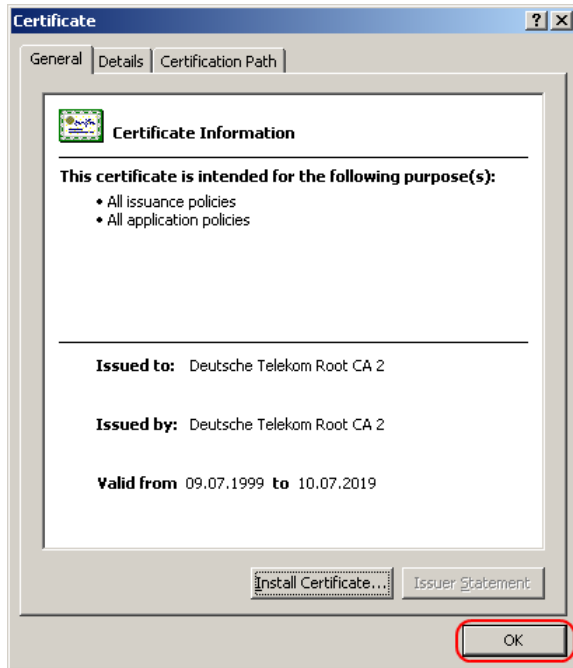 Certificate
General Details Certification Path
Certificate Information
This certificate is intended for the following purpose(s):
• All issuance policies
• All application policies
Issued to: Deutsche Telekom Root CA 2
Issued by: Deutsche Telekom Root CA 2
Valid from 09.07.1999 to 10.07.2019
Install Certificate... Issuer Statement
OK